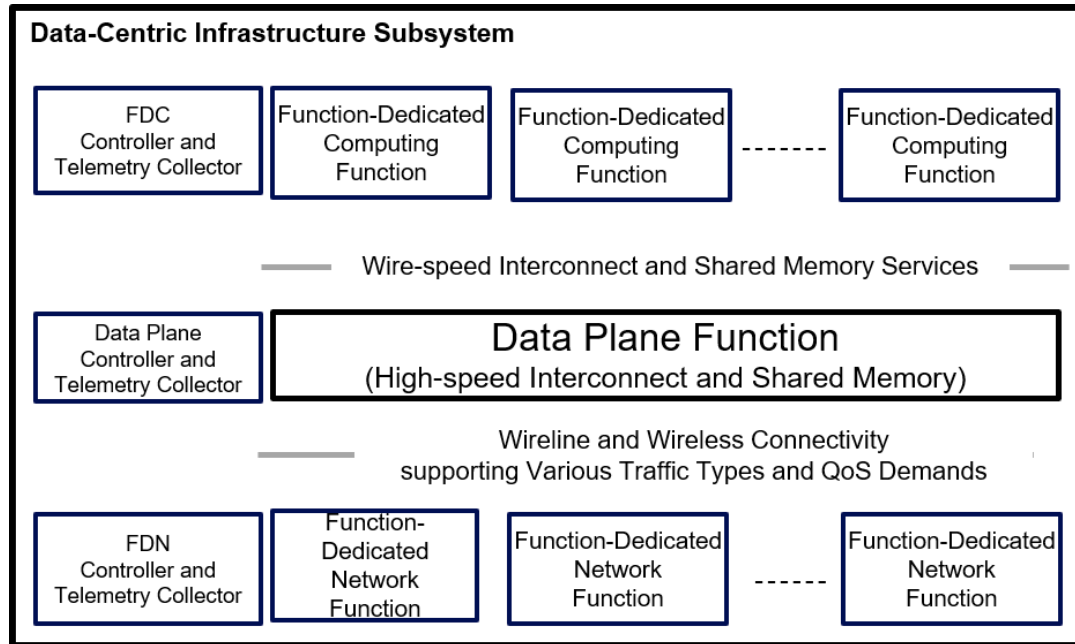 Data-Centric Infrastructure Subsystem
FDC
Controller and
Telemetry Collector
Function-Dedicated
Computing
Function
Function-Dedicated
Computing
Function
Function-Dedicated
Computing
Function
Wire-speed Interconnect and Shared Memory Services
Data Plane
Controller and
Telemetry Collector
Data Plane Function
(High-speed Interconnect and Shared Memory)
Wireline and Wireless Connectivity
supporting Various Traffic Types and QoS Demands
FDN
Controller and
Telemetry Collector
Function-
Dedicated
Network
Function
Function-Dedicated
Network
Function
Function-Dedicated
Network
Function